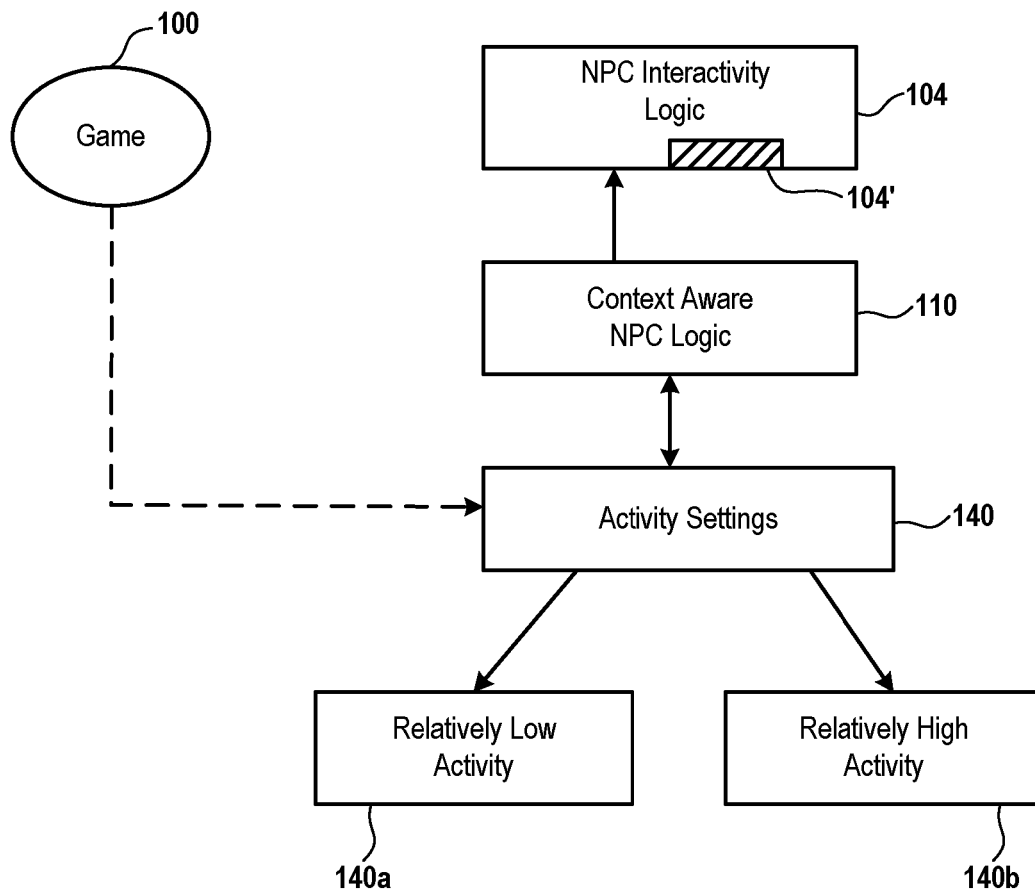 100
Game
NPC Interactivity
Logic
104
104'
Context Aware
NPC Logic
110
Activity Settings
140
Relatively Low
Activity
140a
Relatively High
Activity
140b